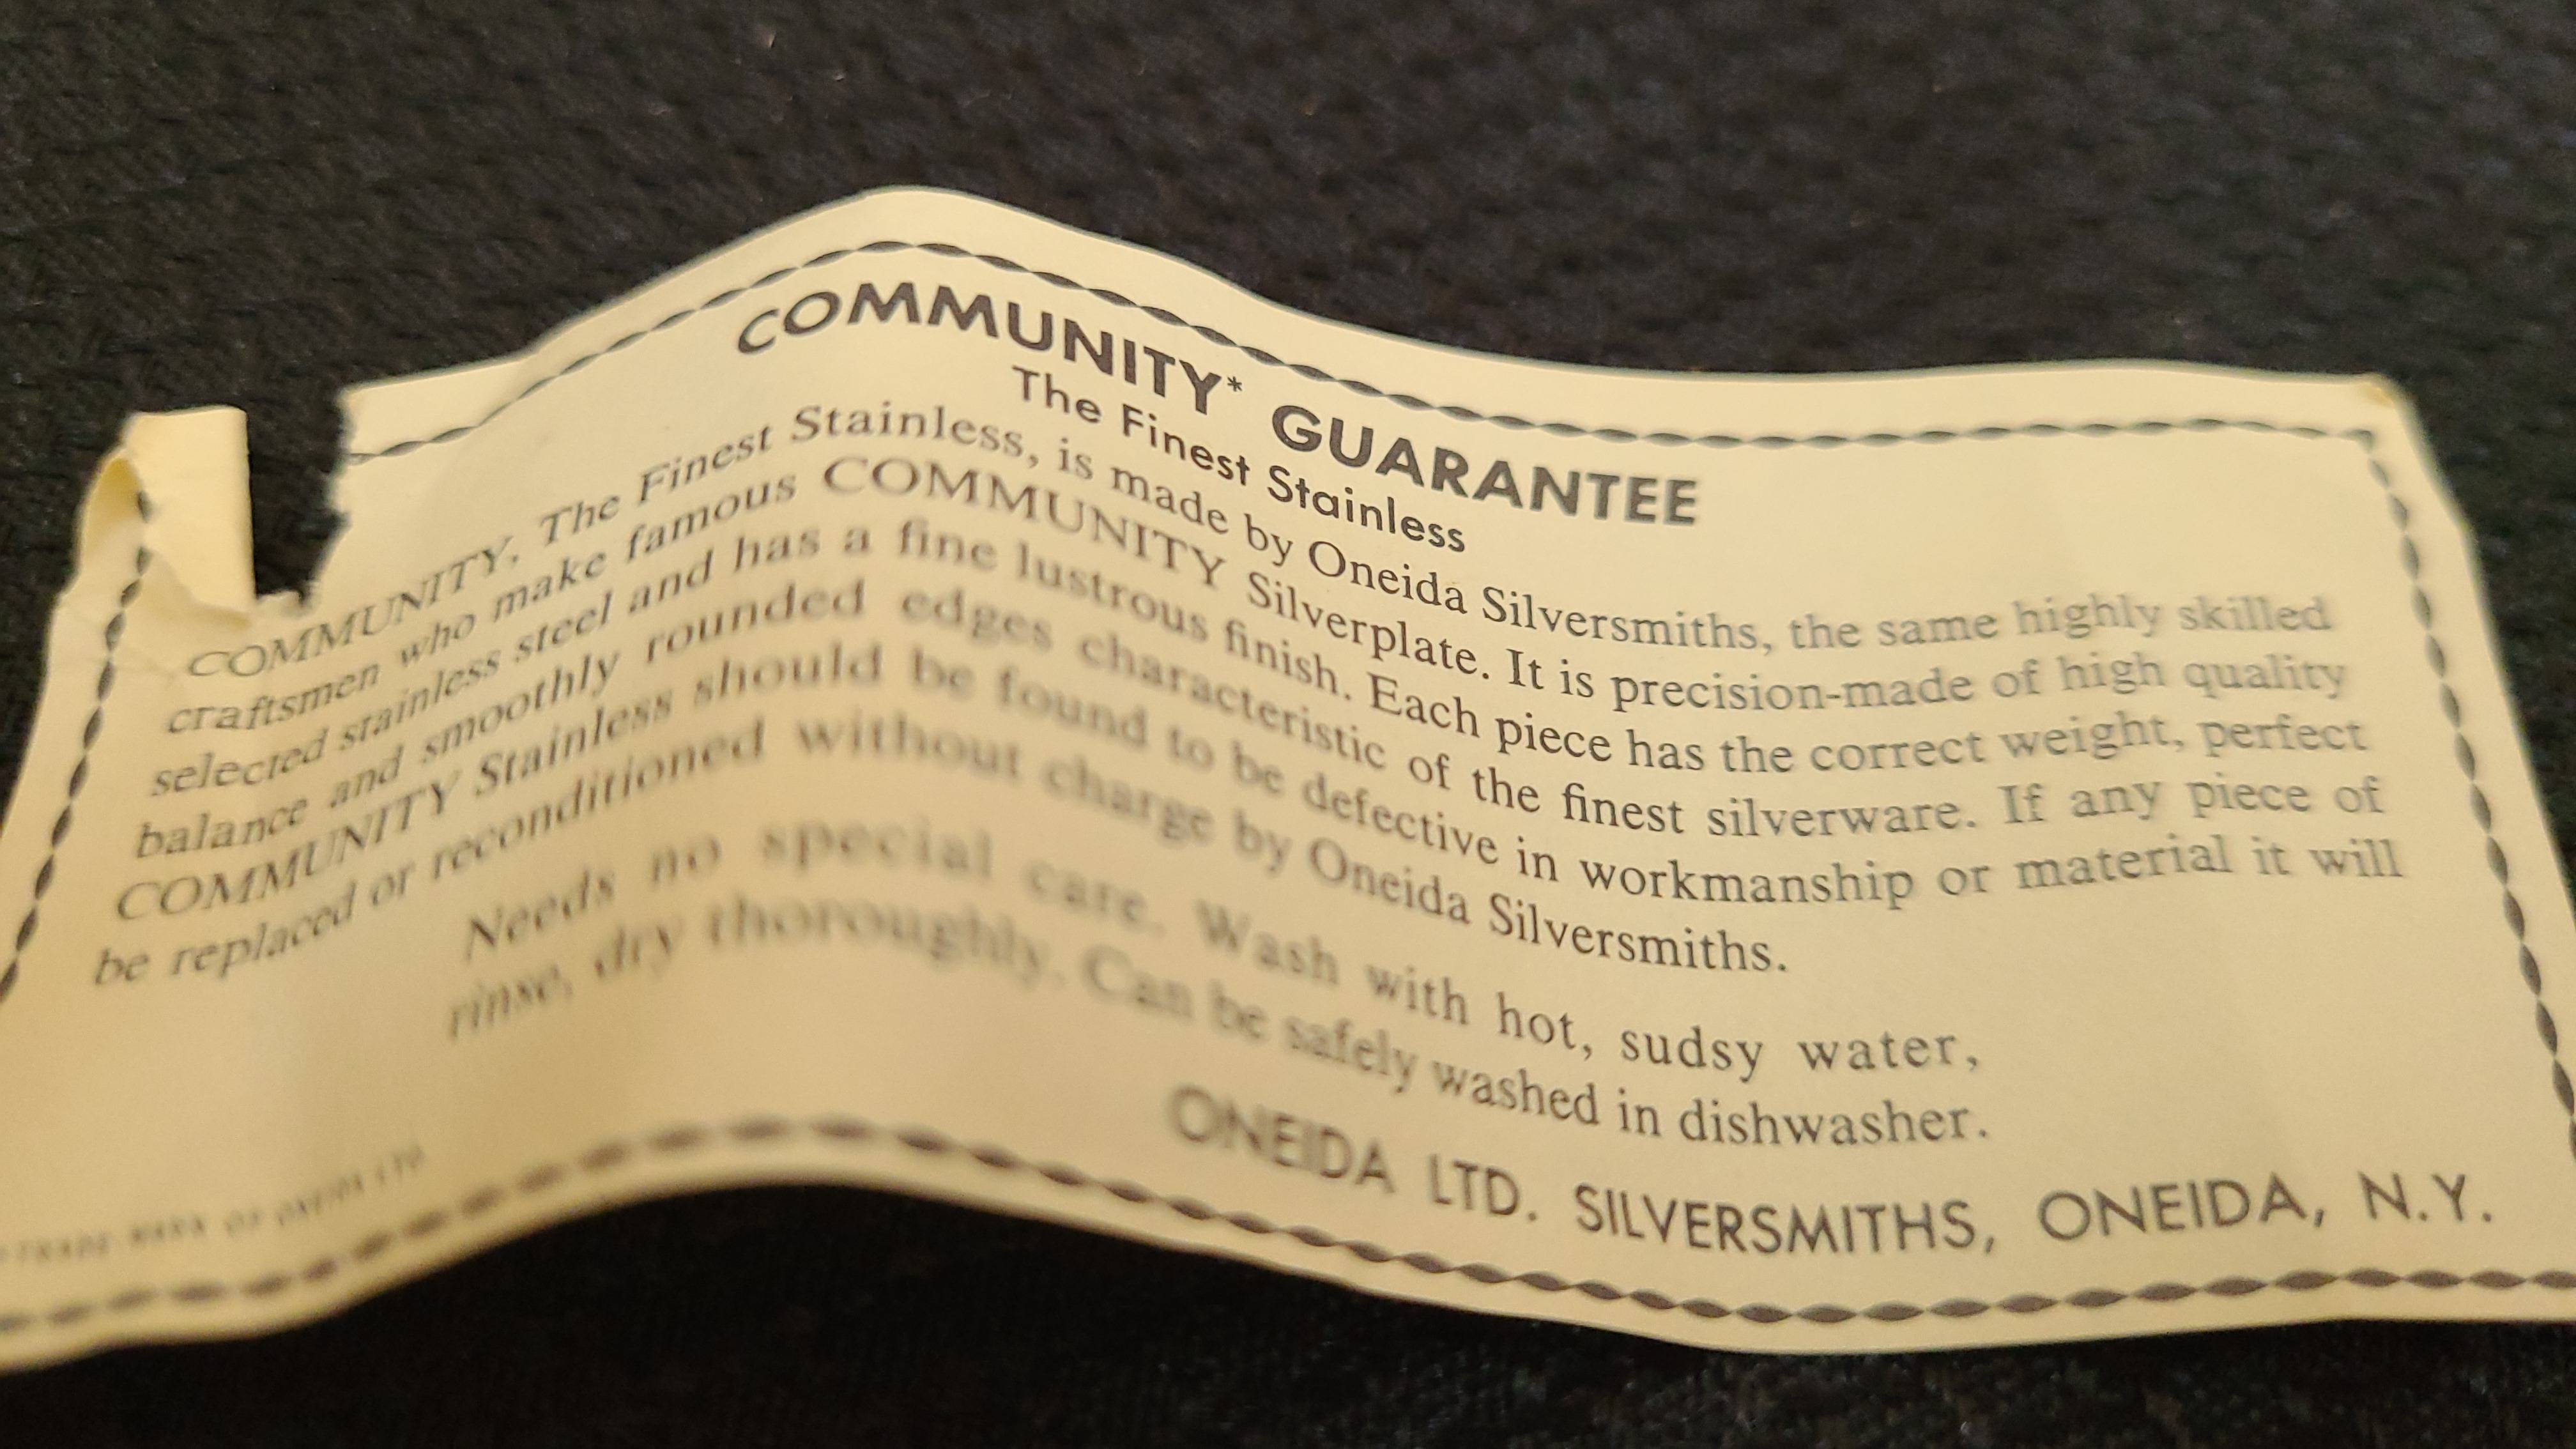 COMMUNITY* GUARANTEE
The Finest Stainless
COMMUNITY, The Finest Stainless, is made by Oneida Silversmiths, the same highly skilled
craftsmen who make famous COMMUNITY Silverplate. It is precision-made of high quality
selected stainless steel and has a fine lustrous finish. Each piece has the correct weight, perfect
balance and smoothly rounded edges characteristic of the finest silverware. If any piece of
COMMUNITY Stainless should be found to be defective in workmanship or material it will
be replaced or reconditioned without charge by Oneida Silversmiths.
Needs no special care. Wash with hot, sudsy water,
rinse, dry thoroughly. Can be safely washed in dishwasher.
ONEIDA LTD. SILVERSMITHS, ONEIDA, N.Y.
*TRADE MARK OF ONEIDA LTD.